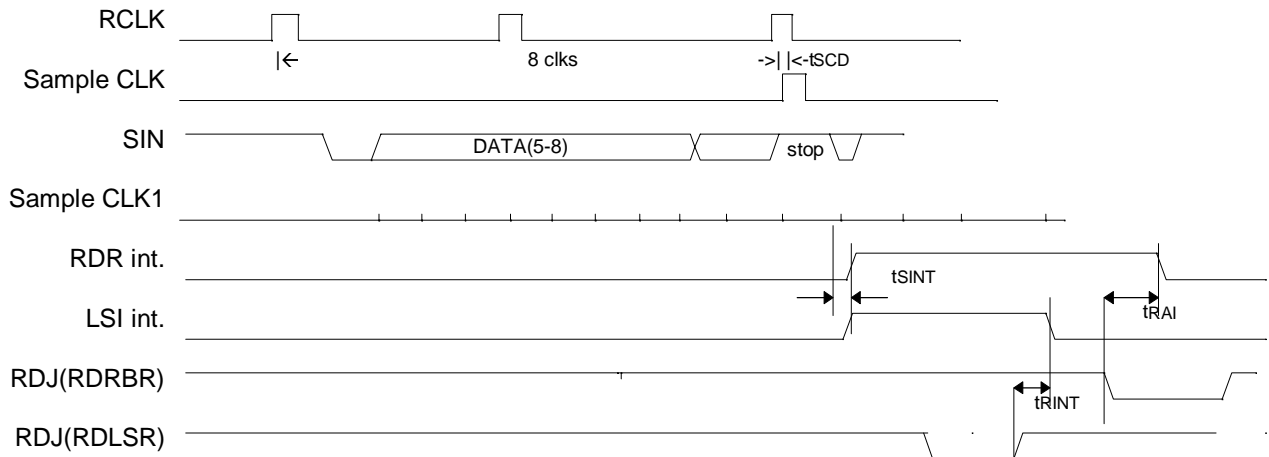 RCLK
|← 8 clks ->| |<-tSCD
Sample CLK
SIN
DATA(5-8) stop
Sample CLK1
RDR int.
tSINT
tRAI
LSI int.
RDJ(RDRBR)
tRINT
RDJ(RDLSR)